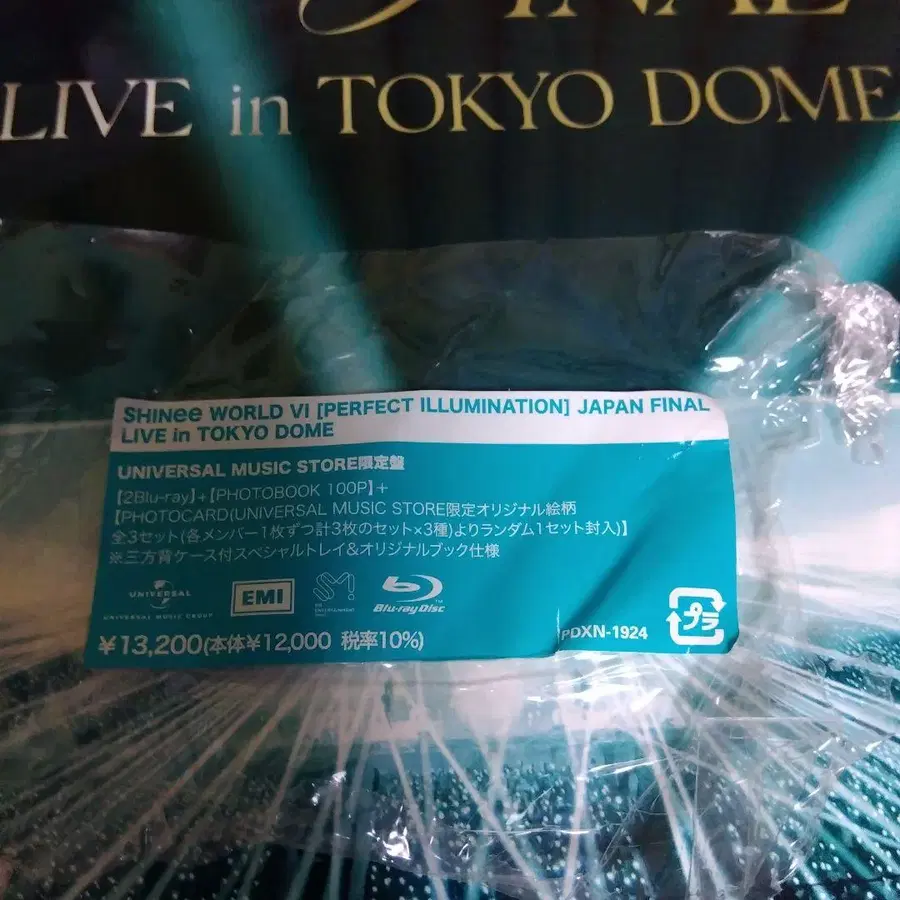 FINAL
LIVE in TOKYO DOME
SHINee WORLD VI [PERFECT ILLUMINATION] JAPAN FINAL
LIVE in TOKYO DOME
UNIVERSAL MUSIC STORE限定盤
【2Blu-ray】+【PHOTOBOOK 100P】+
【PHOTOCARD(UNIVERSAL MUSIC STORE限定オリジナル絵柄
全3セット(各メンバー1枚ずつ計3枚のセット×3種)よりランダム1セット封入)】
※三方背ケース付スペシャルトレイ&オリジナルブック仕様
UNIVERSAL
UNIVERSAL MUSIC GROUP
EMI
SM
Blu-ray Disc
¥13,200(本体¥12,000 税率10%)
PDXN-1924
プラ